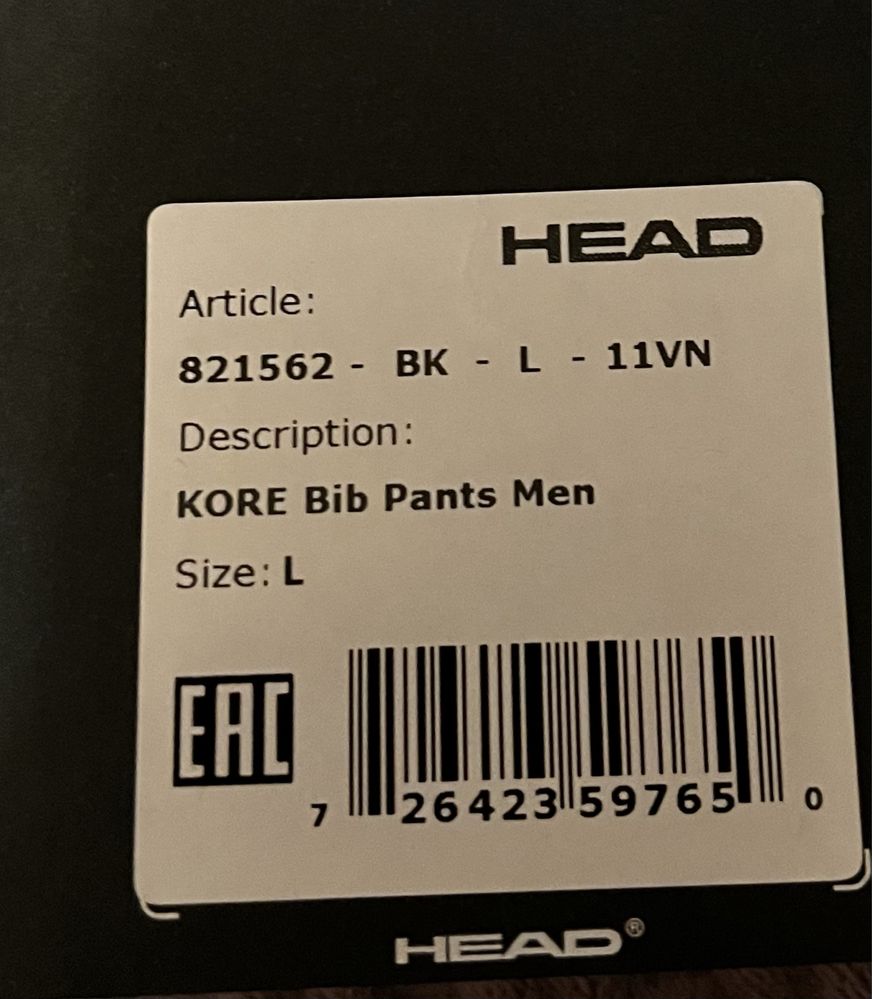 HEAD
Article:
821562 - BK - L - 11VN
Description:
KORE Bib Pants Men
Size: L
EAC
7 26423 59765 0
HEAD®